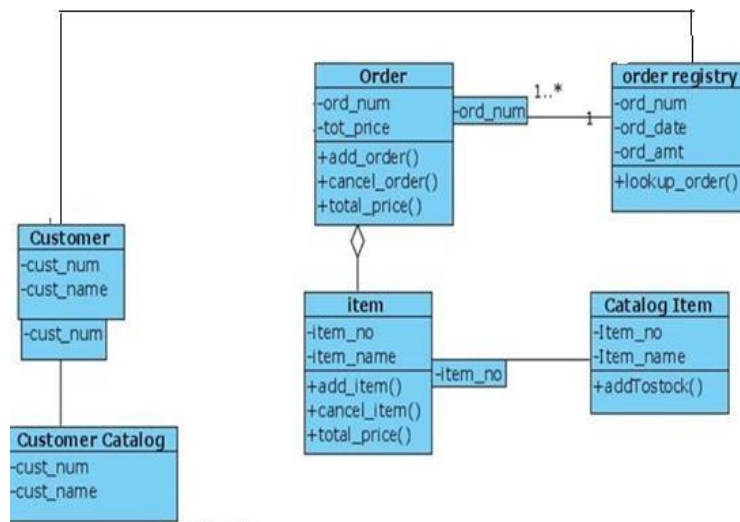 Order
-ord_num
-tot_price
+add_order()
+cancel_order()
+total_price()
-ord_num
1..*
1
order registry
-ord_num
-ord_date
-ord_amt
+lookup_order()
Customer
-cust_num
-cust_name
-cust_num
item
-item_no
-item_name
+add_item()
+cancel_item()
+total_price()
-item_no
Catalog Item
-Item_no
-Item_name
+addTostock()
Customer Catalog
-cust_num
-cust_name